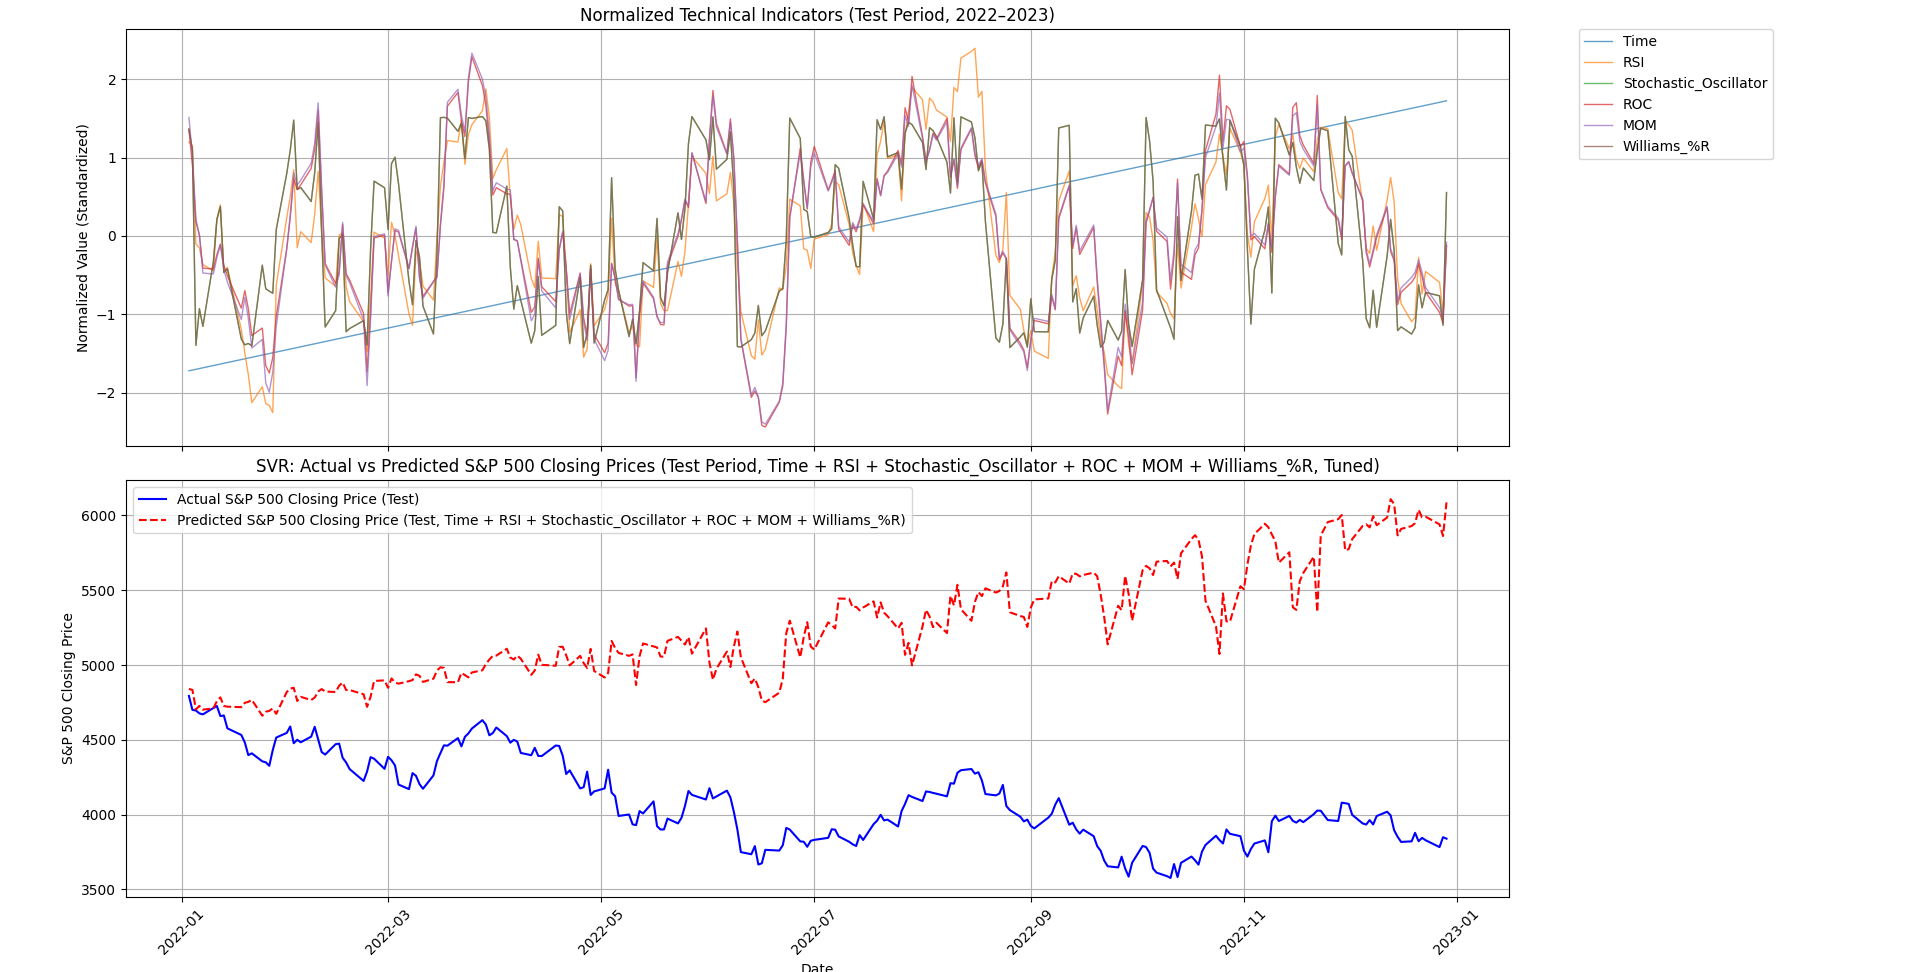 Normalized Technical Indicators (Test Period, 2022–2023)
Time
RSI
Stochastic_Oscillator
ROC
MOM
Williams_%R
Normalized Value (Standardized)
2
1
0
−1
−2
SVR: Actual vs Predicted S&P 500 Closing Prices (Test Period, Time + RSI + Stochastic_Oscillator + ROC + MOM + Williams_%R, Tuned)
Actual S&P 500 Closing Price (Test)
Predicted S&P 500 Closing Price (Test, Time + RSI + Stochastic_Oscillator + ROC + MOM + Williams_%R)
S&P 500 Closing Price
6000
5500
5000
4500
4000
3500
2022-01
2022-03
2022-05
2022-07
2022-09
2022-11
2023-01
Date